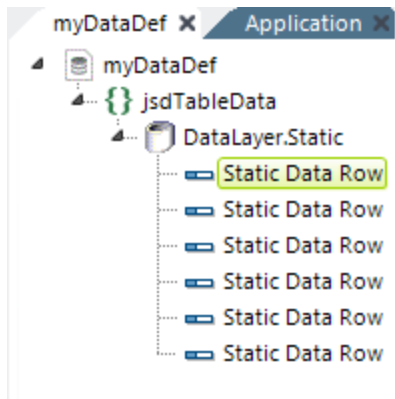 myDataDef Application
myDataDef
{} jsdTableData
DataLayer.Static
Static Data Row
Static Data Row
Static Data Row
Static Data Row
Static Data Row
Static Data Row